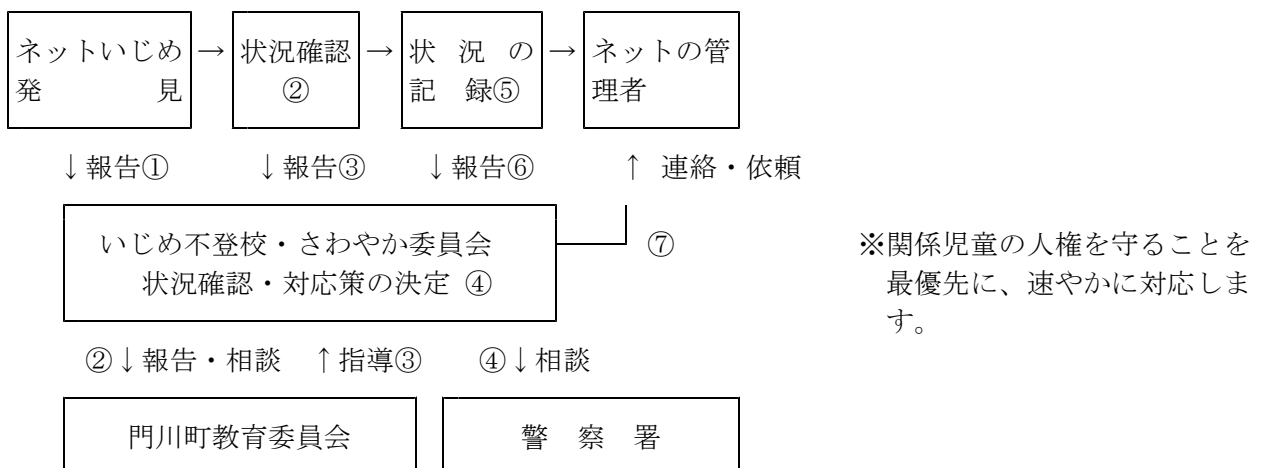 ネットいじめ → 状況確認 → 状況の → ネットの管
発見 ② 記録⑤ 理者
↓報告① ↓報告③ ↓報告⑥ ↑ 連絡・依頼
いじめ不登校・さわやか委員会 ⑦ ※関係児童の人権を守ることを
状況確認・対応策の決定 ④ 最優先に、速やかに対応しま
す。
②↓報告・相談 ↑指導③ ④↓相談
門川町教育委員会 警察署